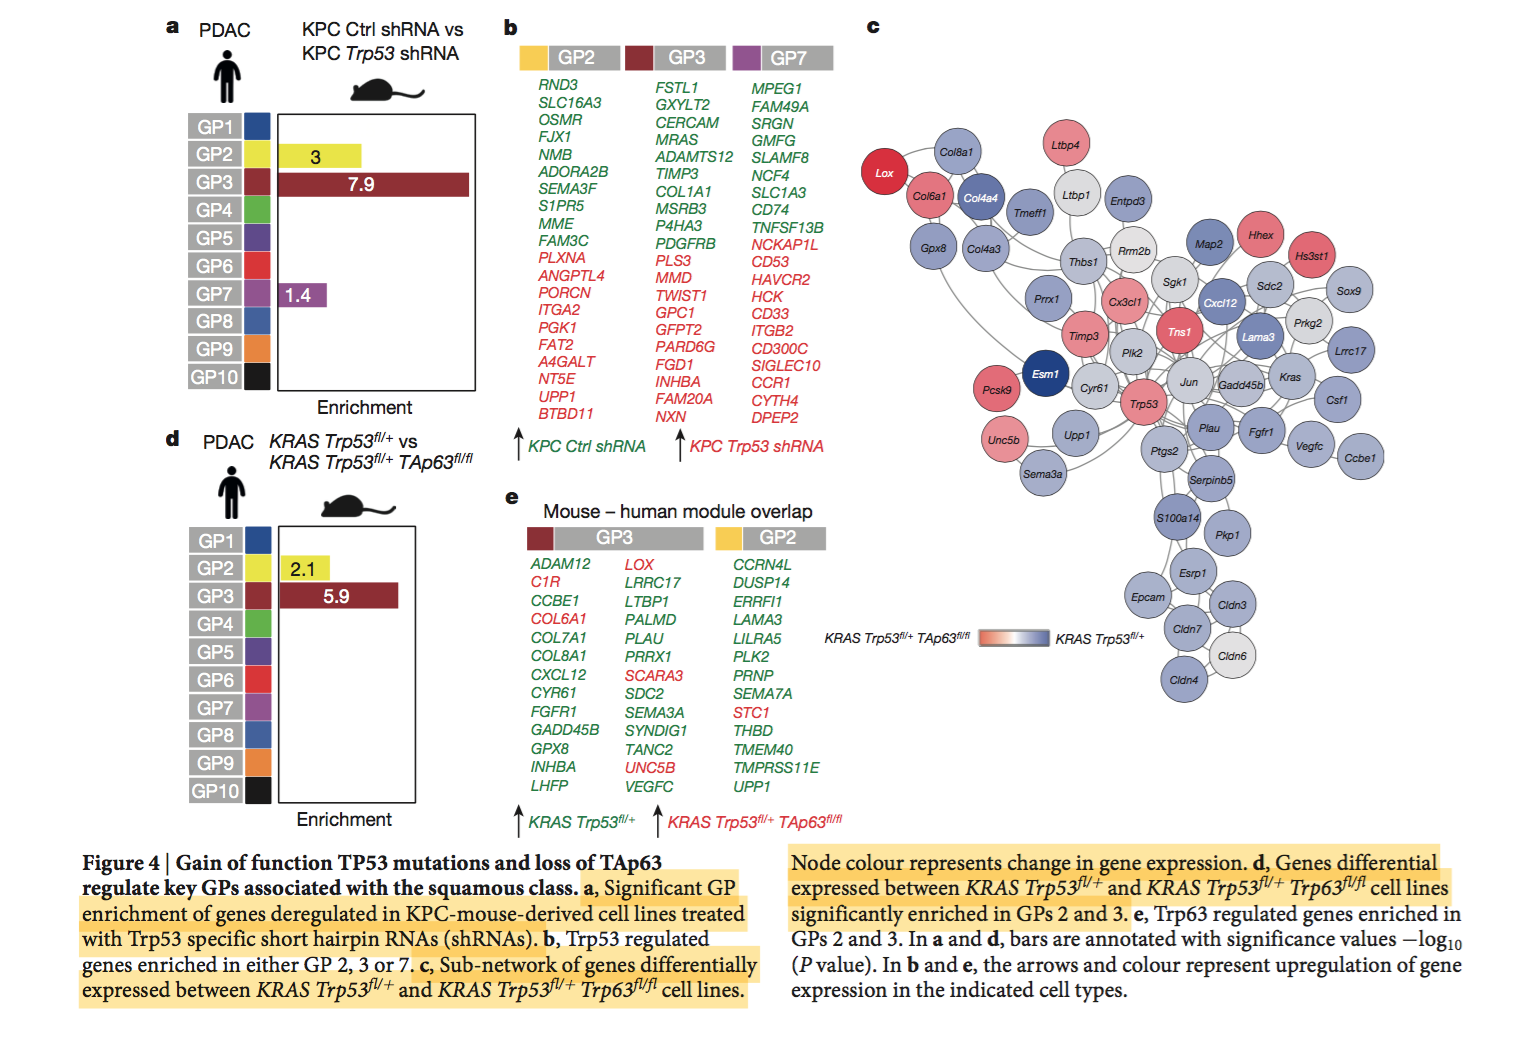 a
PDAC
KPC Ctrl shRNA vs
KPC Trp53 shRNA
GP1
GP2
3
GP3
7.9
GP4
GP5
GP6
GP7
1.4
GP8
GP9
GP10
Enrichment
b
GP2
GP3
GP7
RND3
SLC16A3
OSMR
FJX1
NMB
ADORA2B
SEMA3F
S1PR5
MME
FAM3C
PLXNA
ANGPTL4
PORCN
ITGA2
PGK1
FAT2
A4GALT
NT5E
UPP1
BTBD11
FSTL1
GXYLT2
CERCAM
MRAS
ADAMTS12
TIMP3
COL1A1
MSRB3
P4HA3
PDGFRB
PLS3
MMD
TWIST1
GPC1
GFPT2
PARD6G
FGD1
INHBA
FAM20A
NXN
MPEG1
FAM49A
SRGN
GMFG
SLAMF8
NCF4
SLC1A3
CD74
TNFSF13B
NCKAP1L
CD53
HAVCR2
HCK
CD33
ITGB2
CD300C
SIGLEC10
CCR1
CYTH4
DPEP2
KPC Ctrl shRNA
KPC Trp53 shRNA
c
Ltbp4
Col8a1
Lox
Col6a1
Col4a4
Ltbp1
Entpd3
Tmeff1
Gpx8
Col4a3
Rrm2b
Map2
Hhex
Hs3st1
Thbs1
Sgk1
Sdc2
Sox9
Prrx1
Cx3cl1
Cxcl12
Prkg2
Timp3
Tns1
Lama3
Plk2
Lrrc17
Esm1
Pcsk9
Cyr61
Jun
Gadd45b
Kras
Trp53
Csf1
Unc5b
Upp1
Plau
Fgfr1
Vegfc
Ccbe1
Ptgs2
Sema3a
Serpinb5
S100a14
Pkp1
Esrp1
Epcam
Cldn3
Cldn7
Cldn6
Cldn4
KRAS Trp53fl/+ TAp63fl/fl
KRAS Trp53fl/+
d
PDAC
KRAS Trp53fl/+ vs
KRAS Trp53fl/+ TAp63fl/fl
GP1
GP2
2.1
GP3
5.9
GP4
GP5
GP6
GP7
GP8
GP9
GP10
Enrichment
e
Mouse – human module overlap
GP3
GP2
ADAM12
C1R
CCBE1
COL6A1
COL7A1
COL8A1
CXCL12
CYR61
FGFR1
GADD45B
GPX8
INHBA
LHFP
LOX
LRRC17
LTBP1
PALMD
PLAU
PRRX1
SCARA3
SDC2
SEMA3A
SYNDIG1
TANC2
UNC5B
VEGFC
CCRN4L
DUSP14
ERRFI1
LAMA3
LILRA5
PLK2
PRNP
SEMA7A
STC1
THBD
TMEM40
TMPRSS11E
UPP1
KRAS Trp53fl/+
KRAS Trp53fl/+ TAp63fl/fl
Figure 4 | Gain of function TP53 mutations and loss of TAp63
regulate key GPs associated with the squamous class. a, Significant GP
enrichment of genes deregulated in KPC-mouse-derived cell lines treated
with Trp53 specific short hairpin RNAs (shRNAs). b, Trp53 regulated
genes enriched in either GP 2, 3 or 7. c, Sub-network of genes differentially
expressed between KRAS Trp53fl/+ and KRAS Trp53fl/+ Trp63fl/fl cell lines.
Node colour represents change in gene expression. d, Genes differential
expressed between KRAS Trp53fl/+ and KRAS Trp53fl/+ Trp63fl/fl cell lines
significantly enriched in GPs 2 and 3. e, Trp63 regulated genes enriched in
GPs 2 and 3. In a and d, bars are annotated with significance values −log10
(P value). In b and e, the arrows and colour represent upregulation of gene
expression in the indicated cell types.